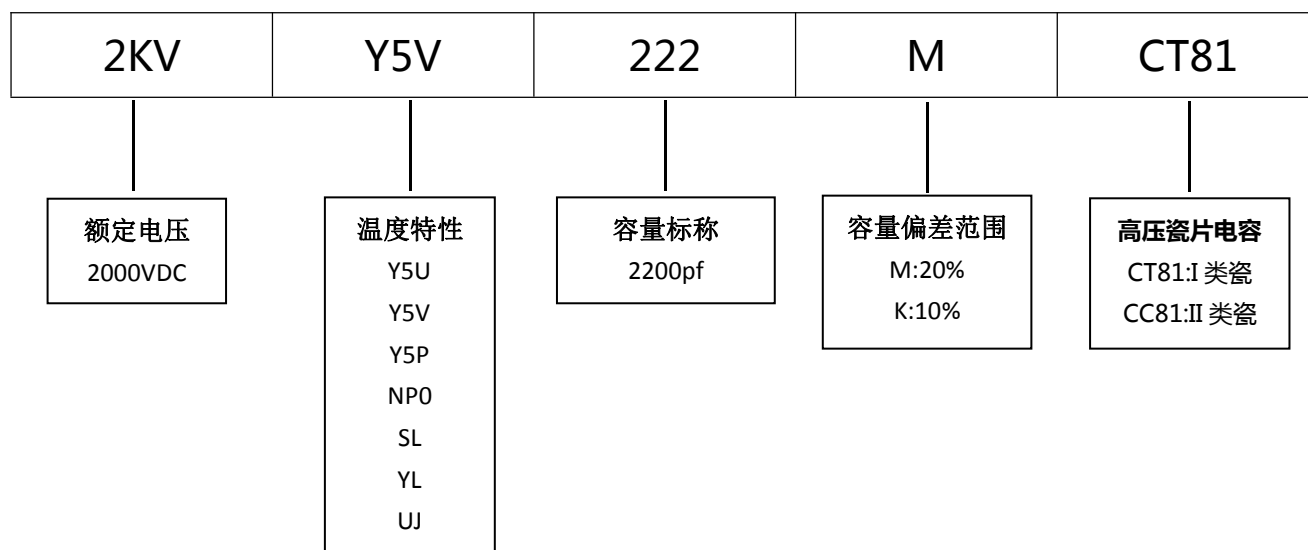 2KV Y5V 222 M CT81
额定电压
2000VDC
温度特性
Y5U
Y5V
Y5P
NP0
SL
YL
UJ
容量标称
2200pf
容量偏差范围
M:20%
K:10%
高压瓷片电容
CT81:I 类瓷
CC81:II 类瓷